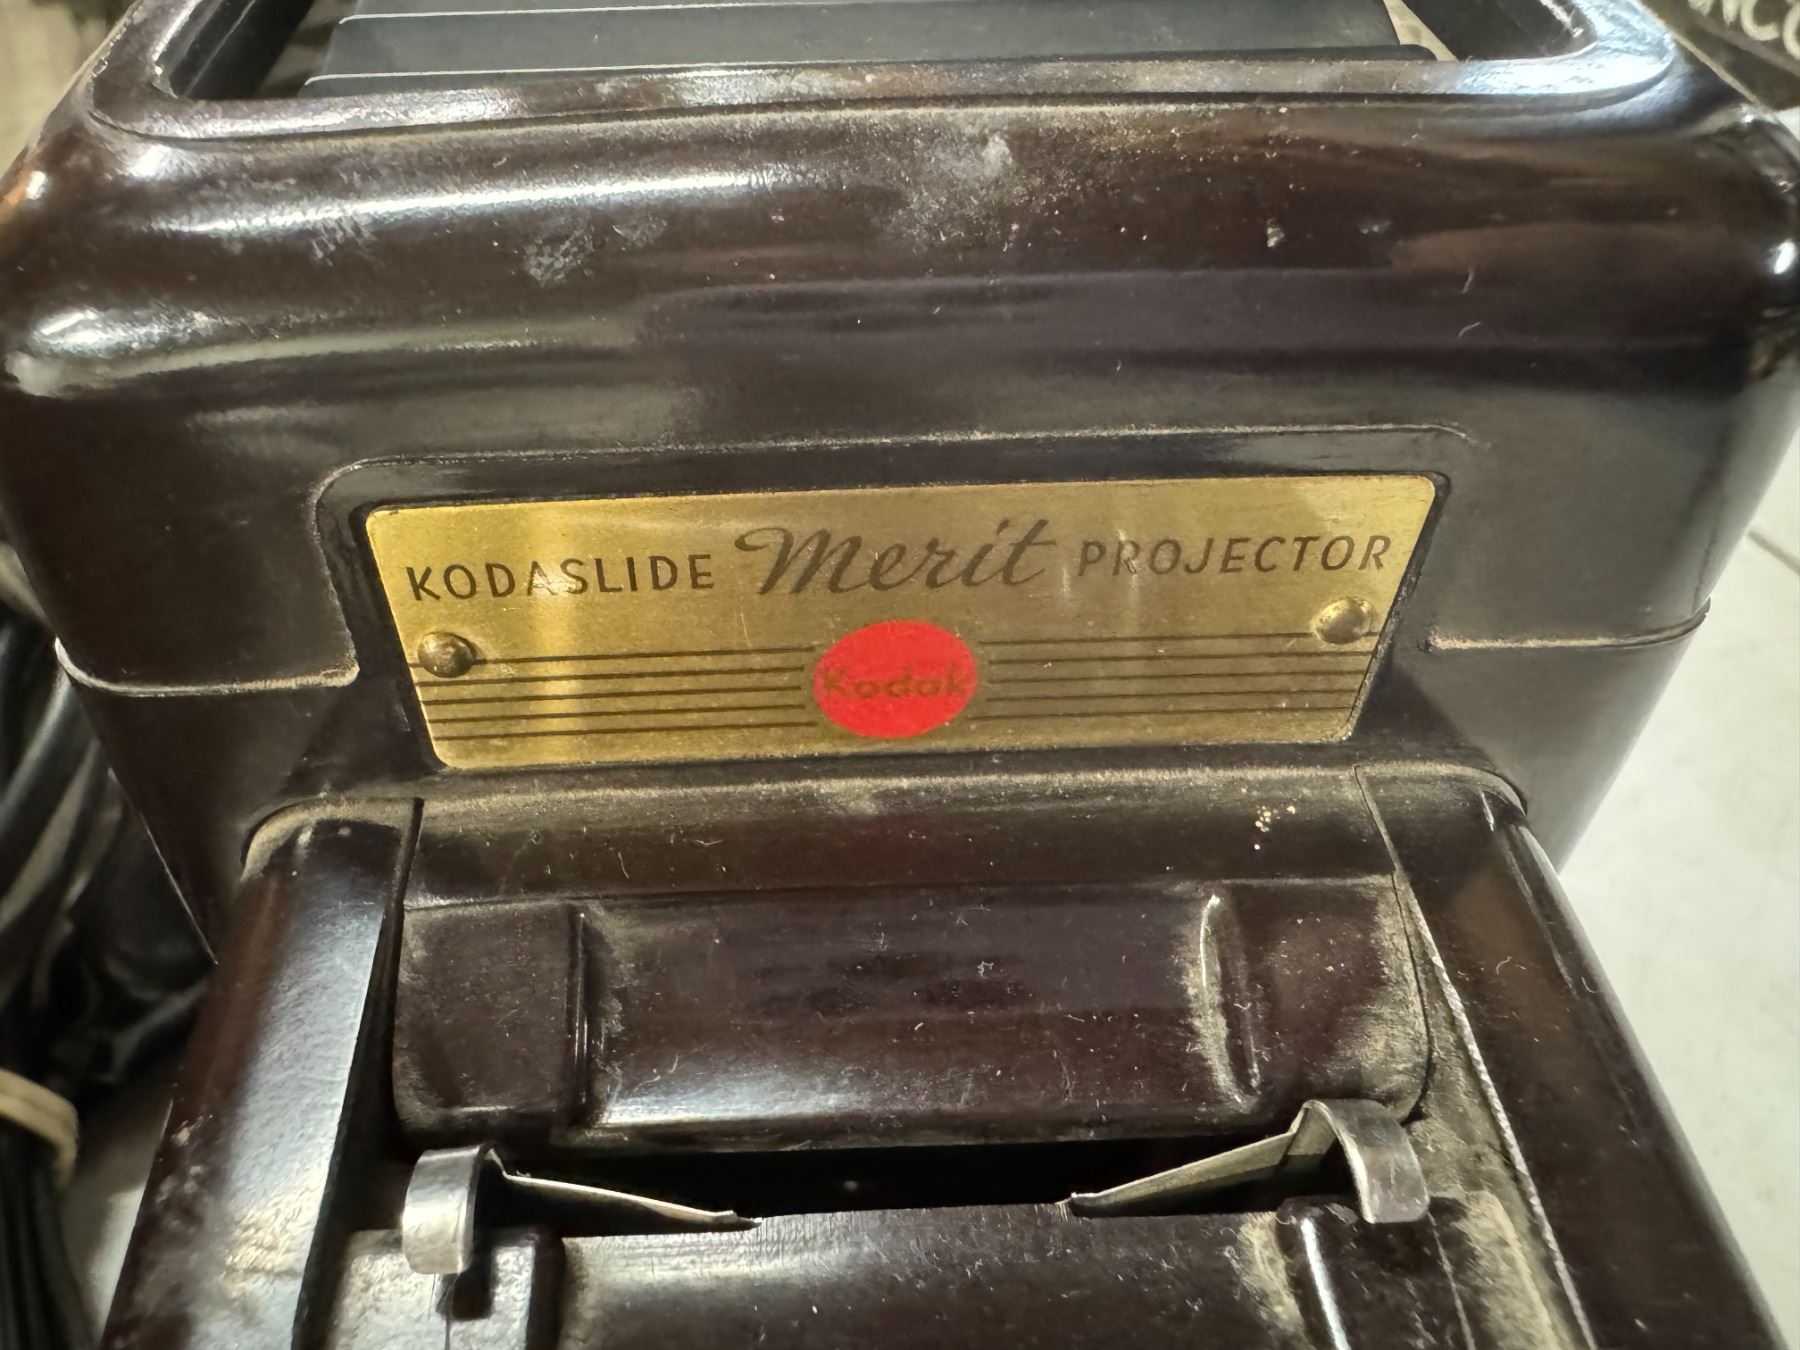 KODASLIDE Merit PROJECTOR
Kodak